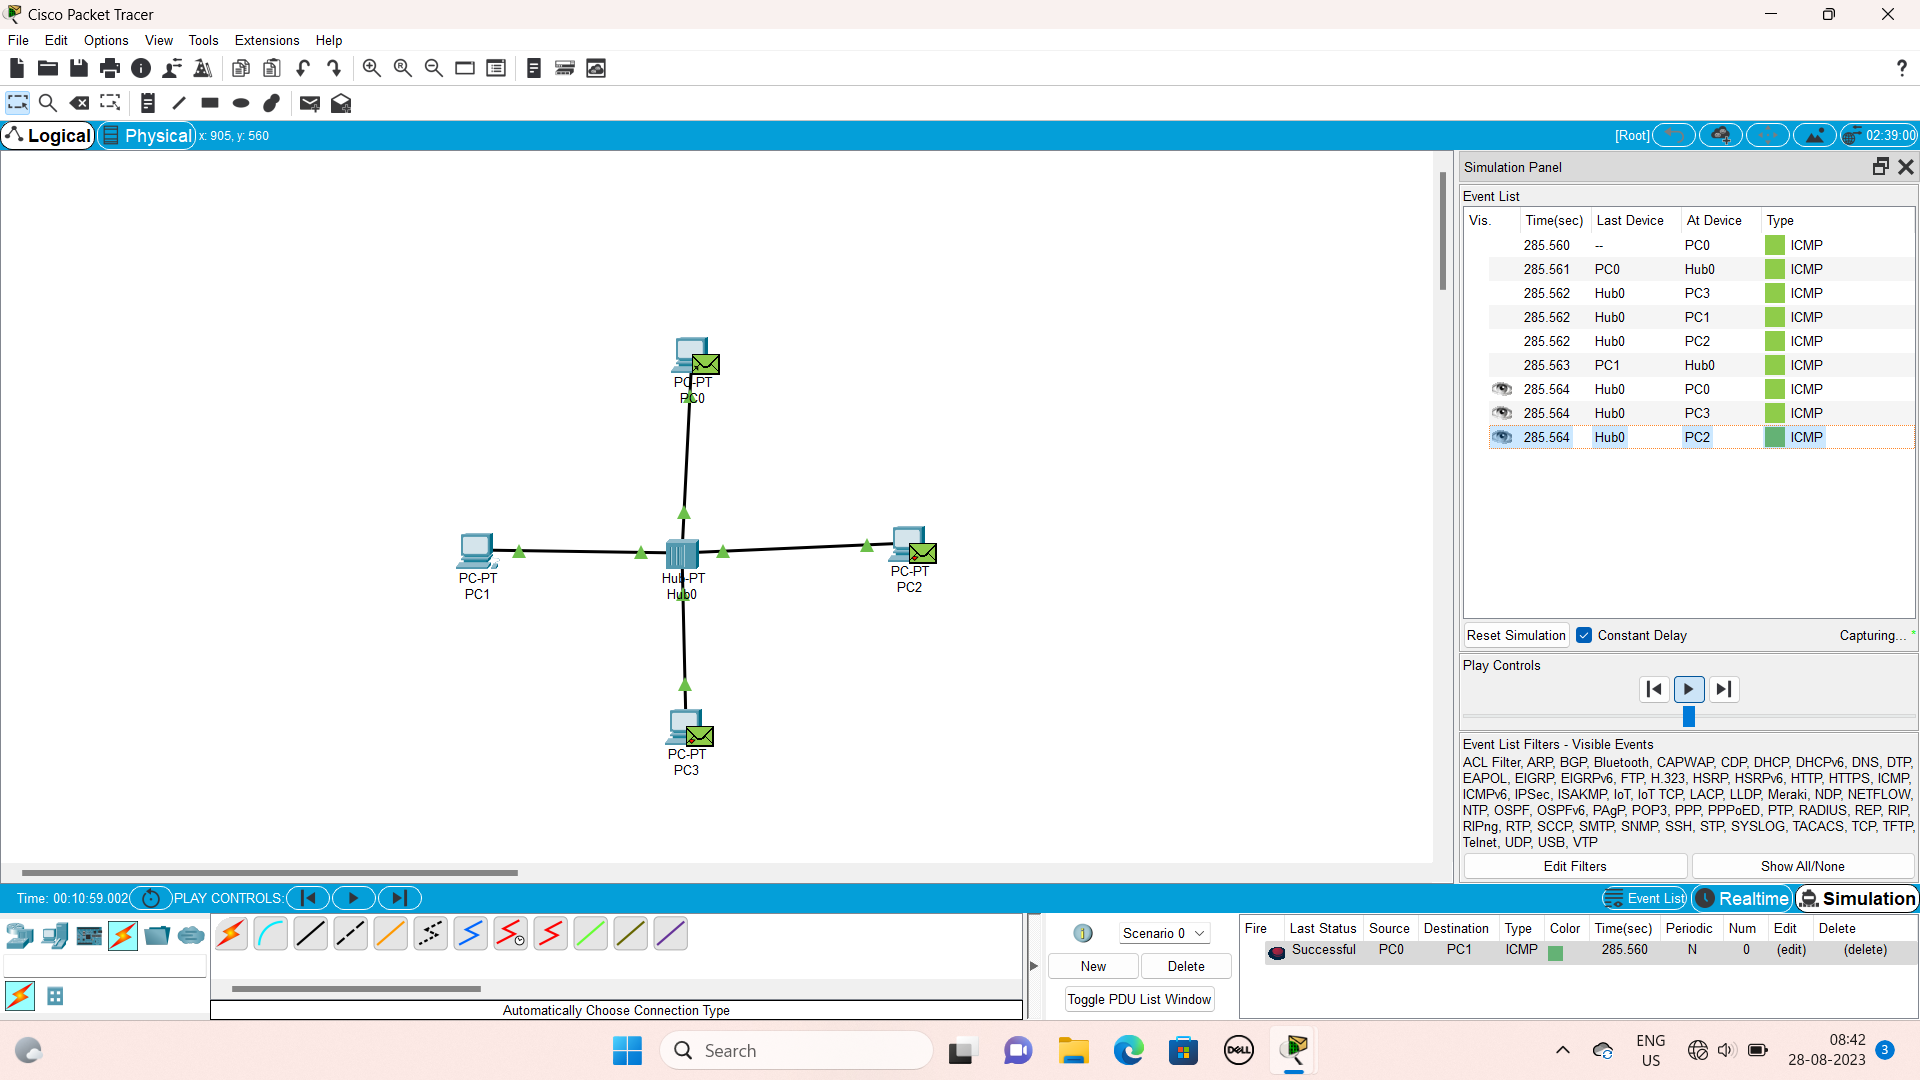 Cisco Packet Tracer
File Edit Options View Tools Extensions Help
?
Logical Physical x: 905, y: 560 [Root] 02:39:00
Simulation Panel
Event List
Vis. Time(sec) Last Device At Device Type
285.560 -- PC0 ICMP
285.561 PC0 Hub0 ICMP
285.562 Hub0 PC3 ICMP
285.562 Hub0 PC1 ICMP
285.562 Hub0 PC2 ICMP
285.563 PC1 Hub0 ICMP
285.564 Hub0 PC0 ICMP
285.564 Hub0 PC3 ICMP
285.564 Hub0 PC2 ICMP
PC-PT
PC0
PC-PT
PC1
Hub-PT
Hub0
PC-PT
PC2
PC-PT
PC3
Reset Simulation Constant Delay Capturing...
Play Controls
Event List Filters - Visible Events
ACL Filter, ARP, BGP, Bluetooth, CAPWAP, CDP, DHCP, DHCPv6, DNS, DTP,
EAPOL, EIGRP, EIGRPv6, FTP, H.323, HSRP, HSRPv6, HTTP, HTTPS, ICMP,
ICMPv6, IPSec, ISAKMP, IoT, IoT TCP, LACP, LLDP, Meraki, NDP, NETFLOW,
NTP, OSPF, OSPFv6, PAgP, POP3, PPP, PPPoED, PTP, RADIUS, REP, RIP,
RIPng, RTP, SCCP, SMTP, SNMP, SSH, STP, SYSLOG, TACACS, TCP, TFTP,
Telnet, UDP, USB, VTP
Edit Filters Show All/None
Time: 00:10:59.002 PLAY CONTROLS: Event List Realtime Simulation
Automatically Choose Connection Type
Scenario 0
New Delete
Toggle PDU List Window
Fire Last Status Source Destination Type Color Time(sec) Periodic Num Edit Delete
Successful PC0 PC1 ICMP 285.560 N 0 (edit) (delete)
Search
DELL
ENG
US
08:42
28-08-2023
3